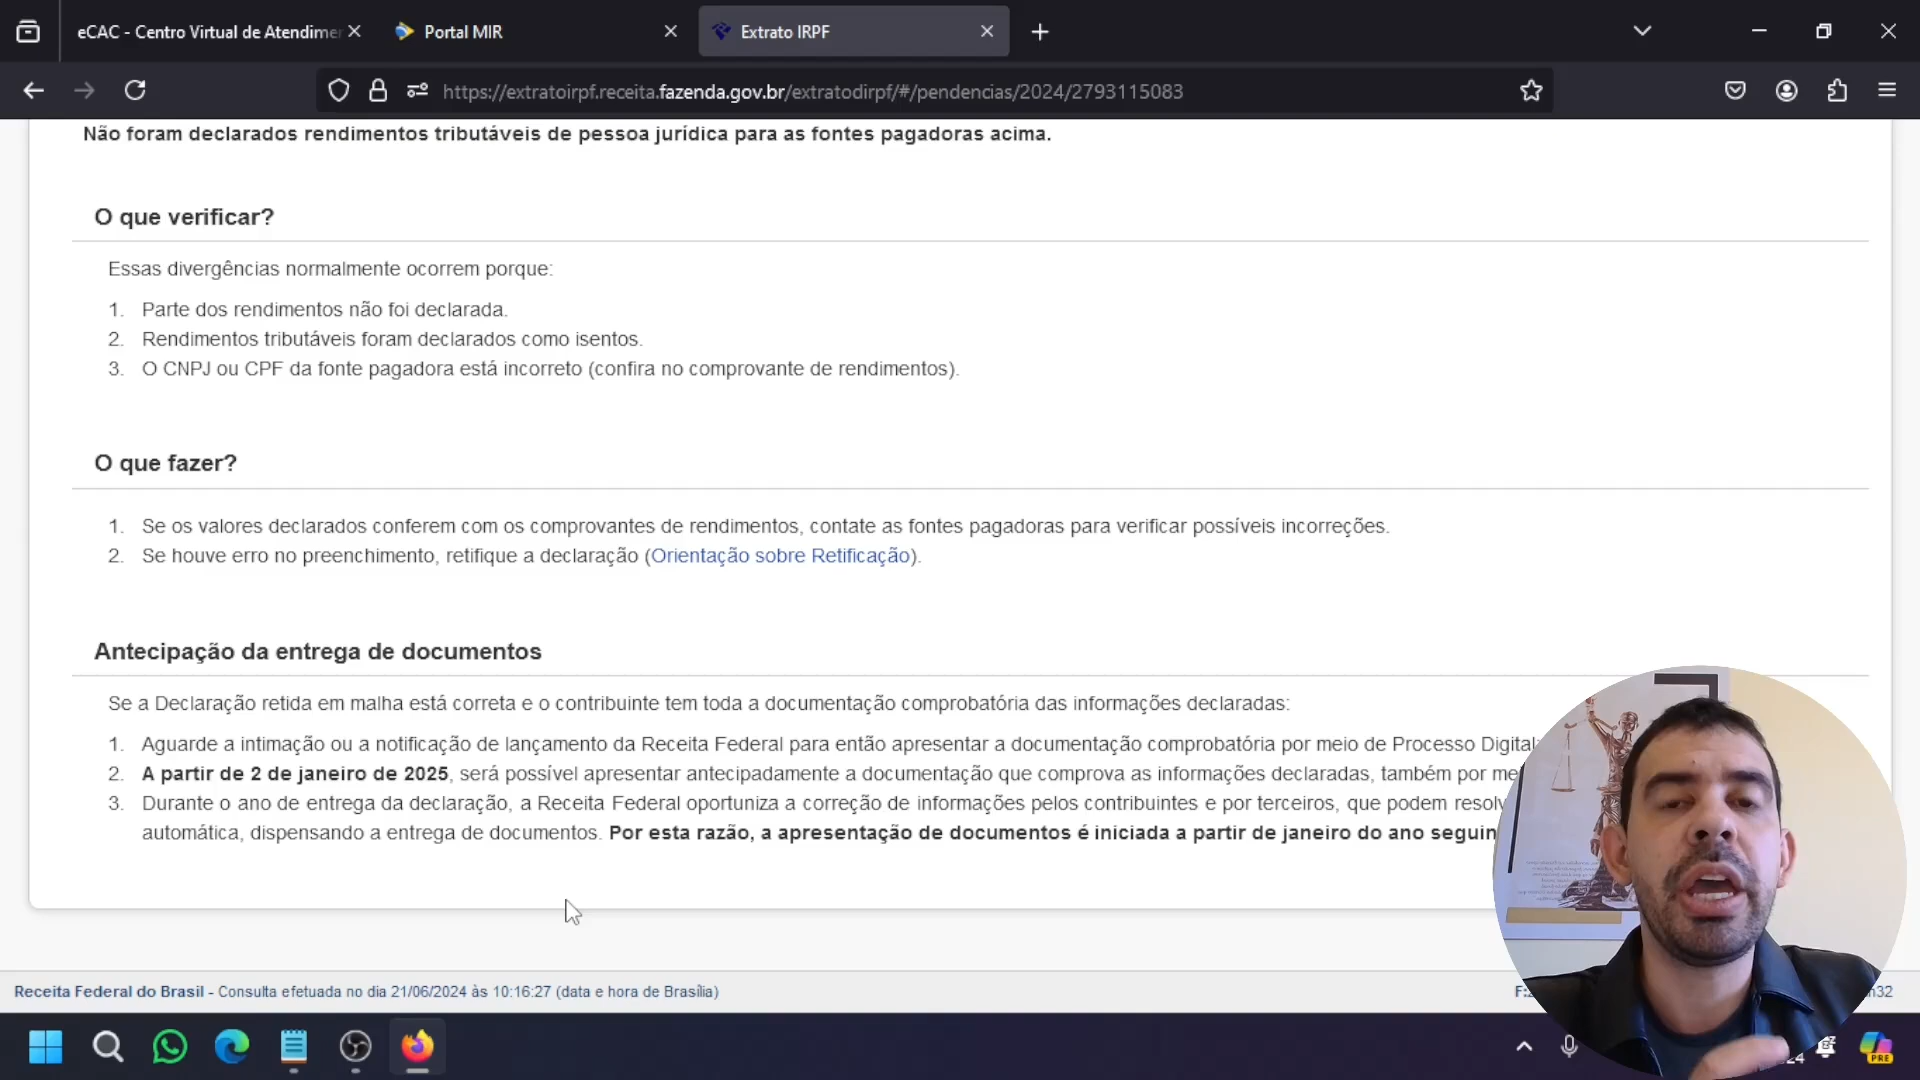 eCAC - Centro Virtual de Atendimen
Portal MIR
Extrato IRPF
https://extratoirpf.receita.fazenda.gov.br/extratodirpf/#/pendencias/2024/2793115083
Não foram declarados rendimentos tributáveis de pessoa jurídica para as fontes pagadoras acima.
O que verificar?
Essas divergências normalmente ocorrem porque:
1. Parte dos rendimentos não foi declarada.
2. Rendimentos tributáveis foram declarados como isentos.
3. O CNPJ ou CPF da fonte pagadora está incorreto (confira no comprovante de rendimentos).
O que fazer?
1. Se os valores declarados conferem com os comprovantes de rendimentos, contate as fontes pagadoras para verificar possíveis incorreções.
2. Se houve erro no preenchimento, retifique a declaração (Orientação sobre Retificação).
Antecipação da entrega de documentos
Se a Declaração retida em malha está correta e o contribuinte tem toda a documentação comprobatória das informações declaradas:
1. Aguarde a intimação ou a notificação de lançamento da Receita Federal para então apresentar a documentação comprobatória por meio de Processo Digital
2. A partir de 2 de janeiro de 2025, será possível apresentar antecipadamente a documentação que comprova as informações declaradas, também por me
3. Durante o ano de entrega da declaração, a Receita Federal oportuniza a correção de informações pelos contribuintes e por terceiros, que podem resolv
automática, dispensando a entrega de documentos. Por esta razão, a apresentação de documentos é iniciada a partir de janeiro do ano seguin
Receita Federal do Brasil - Consulta efetuada no dia 21/06/2024 às 10:16:27 (data e hora de Brasília)
PRE